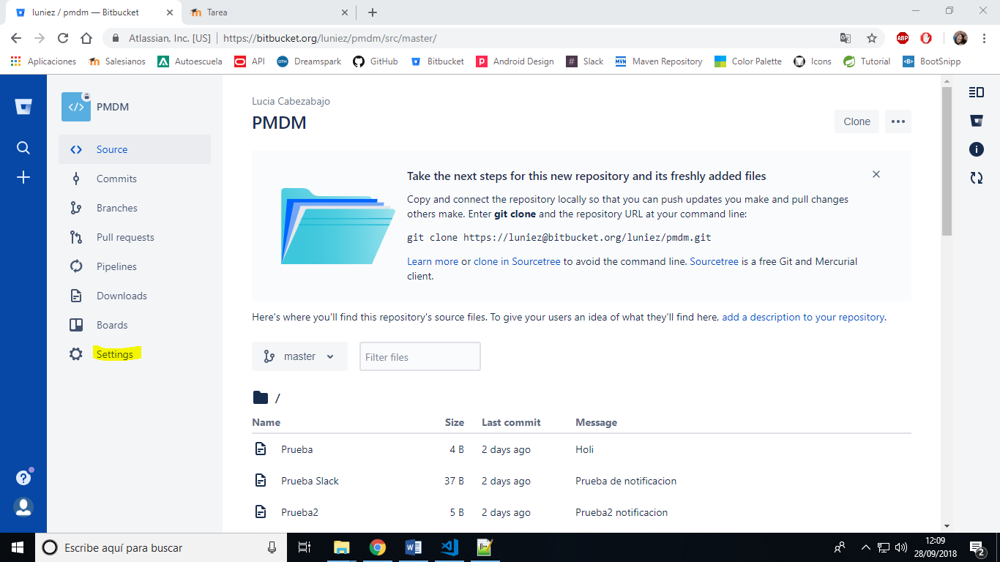 luniez / pmdm — Bitbucket
Tarea
Atlassian, Inc. [US] https://bitbucket.org/luniez/pmdm/src/master/
ABP
Aplicaciones Salesianos Autoescuela API Dreamspark GitHub Bitbucket Android Design Slack Maven Repository Color Palette Icons Tutorial BootSnipp
PMDM
Source
Commits
Branches
Pull requests
Pipelines
Downloads
Boards
Settings
Lucia Cabezabajo
PMDM
Clone
Take the next steps for this new repository and its freshly added files
Copy and connect the repository locally so that you can push updates you make and pull changes
others make. Enter git clone and the repository URL at your command line:
git clone https://luniez@bitbucket.org/luniez/pmdm.git
Learn more or clone in Sourcetree to avoid the command line. Sourcetree is a free Git and Mercurial
client.
Here's where you'll find this repository's source files. To give your users an idea of what they'll find here, add a description to your repository.
master
Filter files
/
Name Size Last commit Message
Prueba 4 B 2 days ago Holi
Prueba Slack 37 B 2 days ago Prueba de notificacion
Prueba2 5 B 2 days ago Prueba2 notificacion
Escribe aquí para buscar
12:09
28/09/2018
2